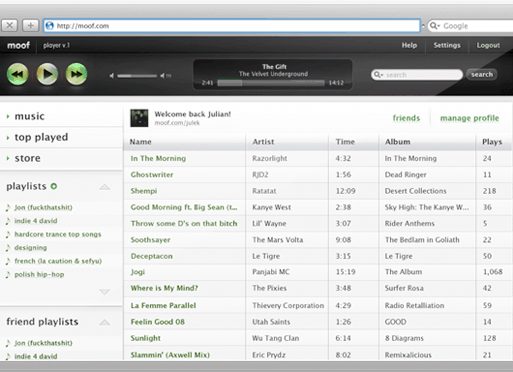 http://moof.com
Google
moof player v.1
Help Settings Logout
The Gift
The Velvet Underground
2:41 14:12
search search
music
top played
store
playlists
Jon (fuckthatshit)
indie 4 david
hardcore trance top songs
designing
french (la caution & sefyu)
polish hip-hop
friend playlists
Jon (fuckthatshit)
indie 4 david
Welcome back Julian!
moof.com/julek
friends manage profile
Name Artist Time Album Plays
In The Morning Razorlight 4:32 In The Morning 24
Ghostwriter RJD2 1:56 Dead Ringer 11
Shempi Ratatat 12:09 Desert Collections 218
Good Morning ft. Big Sean (t... Kanye West 2:38 Sky High: The Kanye W... 36
Throw some D's on that bitch Lil' Wayne 3:07 Rider Anthems 5
Soothsayer The Mars Volta 9:08 The Bedlam in Goliath 22
Deceptacon Le Tigre 3:15 Le Tigre 50
Jogi Panjabi MC 15:19 The Album 1,068
Where is My Mind? The Pixies 3:48 Surfer Rosa 42
La Femme Parallel Thievery Corporation 4:29 Radio Retalliation 59
Feelin Good 08 Utah Saints 1:26 GOOD 14
Sunlight Wu Tang Clan 6:14 8 Diagrams 128
Slammin' (Axwell Mix) Eric Prydz 8:02 Remixalicious 21